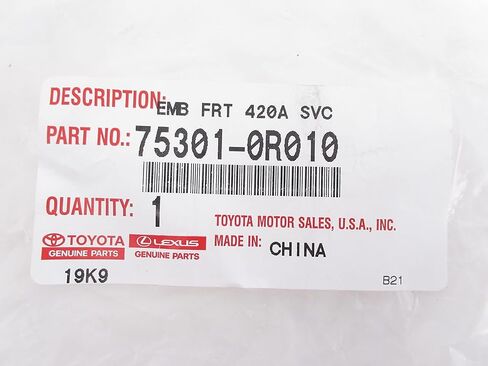 DESCRIPTION: EMB FRT 420A SVC
PART NO.: 75301-0R010
QUANTITY: 1
TOYOTA MOTOR SALES, U.S.A., INC.
TOYOTA
GENUINE PARTS
LEXUS
GENUINE PARTS
MADE IN: CHINA
19K9
B21